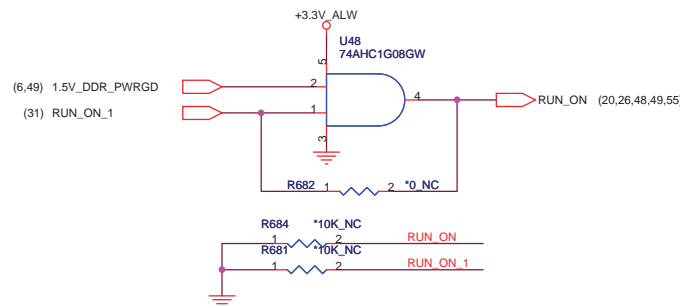 +3.3V_ALW
U48
74AHC1G08GW
5
(6,49) 1.5V_DDR_PWRGD
2
4
RUN_ON (20,26,48,49,55)
(31) RUN_ON_1
1
3
R682 1 2 *0_NC
R684 *10K_NC
1 2 RUN_ON
R681 *10K_NC
1 2 RUN_ON_1